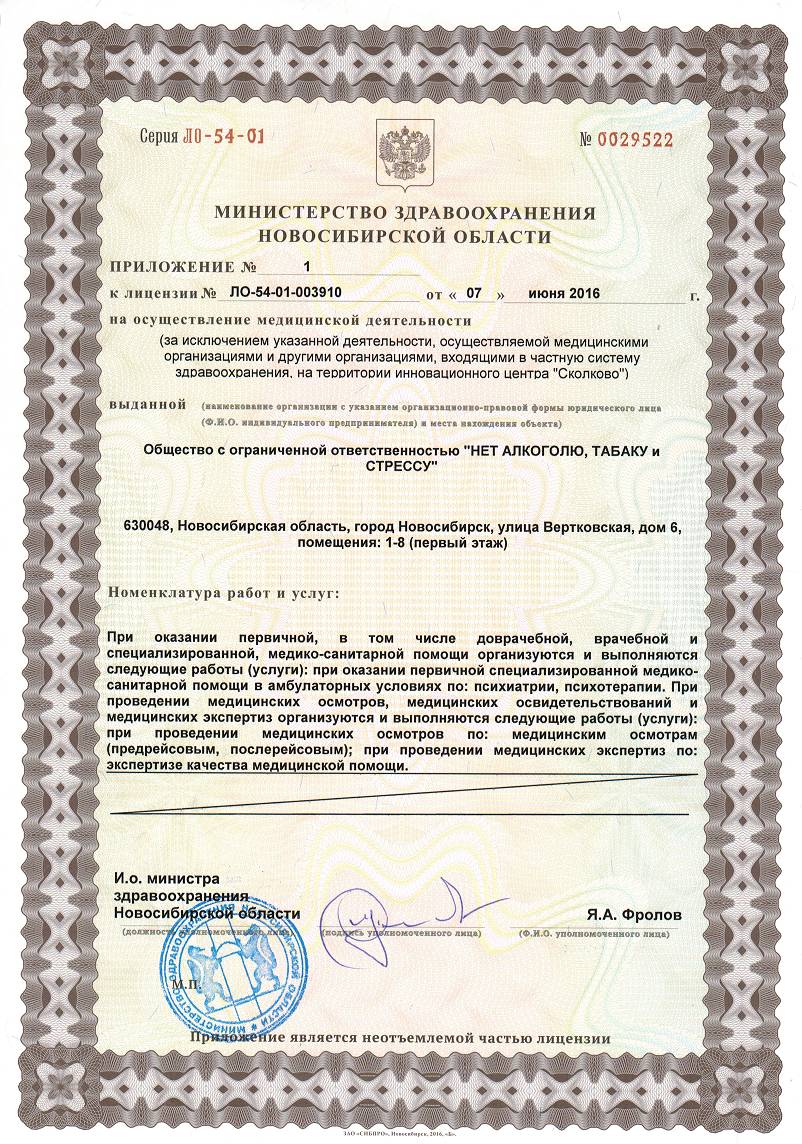 Серия ЛО-54-01
№ 0029522
МИНИСТЕРСТВО ЗДРАВООХРАНЕНИЯ
НОВОСИБИРСКОЙ ОБЛАСТИ
ПРИЛОЖЕНИЕ № 1
к лицензии № ЛО-54-01-003910 от « 07 » июня 2016 г.
на осуществление медицинской деятельности
(за исключением указанной деятельности, осуществляемой медицинскими
организациями и другими организациями, входящими в частную систему
здравоохранения, на территории инновационного центра "Сколково")
выданной (наименование организации с указанием организационно-правовой формы юридического лица
(Ф.И.О. индивидуального предпринимателя) и места нахождения объекта)
Общество с ограниченной ответственностью "НЕТ АЛКОГОЛЮ, ТАБАКУ и
СТРЕССУ"
630048, Новосибирская область, город Новосибирск, улица Вертковская, дом 6,
помещения: 1-8 (первый этаж)
Номенклатура работ и услуг:
При оказании первичной, в том числе доврачебной, врачебной и
специализированной, медико-санитарной помощи организуются и выполняются
следующие работы (услуги): при оказании первичной специализированной медико-
санитарной помощи в амбулаторных условиях по: психиатрии, психотерапии. При
проведении медицинских осмотров, медицинских освидетельствований и
медицинских экспертиз организуются и выполняются следующие работы (услуги):
при проведении медицинских осмотров по: медицинским осмотрам
(предрейсовым, послерейсовым); при проведении медицинских экспертиз по:
экспертизе качества медицинской помощи.
И.о. министра
здравоохранения
Новосибирской области
Я.А. Фролов
(должность уполномоченного лица) (подпись уполномоченного лица) (Ф.И.О. уполномоченного лица)
М.П.
МИНИСТЕРСТВО ЗДРАВООХРАНЕНИЯ НОВОСИБИРСКОЙ ОБЛАСТИ
Приложение является неотъемлемой частью лицензии
ЗАО «СИБПРО», Новосибирск, 2016, «Б».